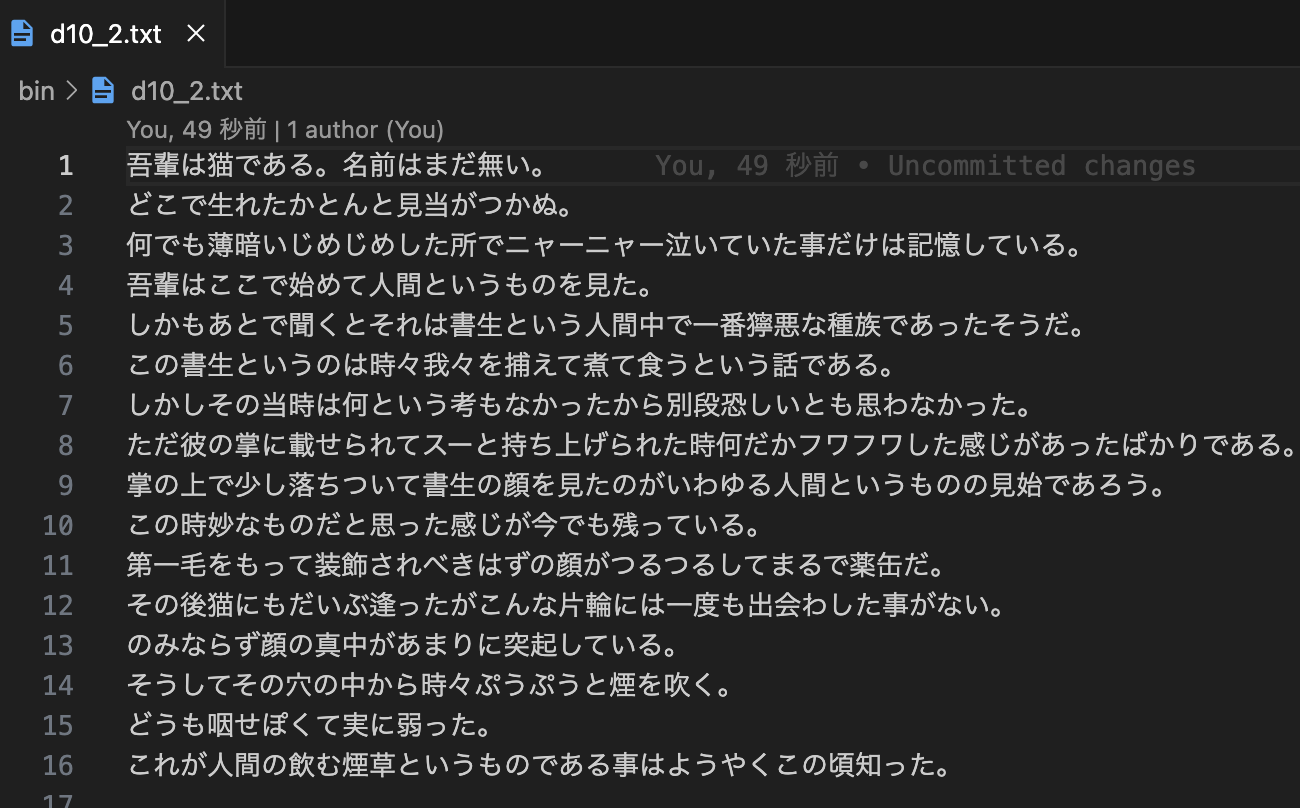 d10_2.txt
bin > d10_2.txt
You, 49 秒前 | 1 author (You)
1 吾輩は猫である。名前はまだ無い。 You, 49 秒前 • Uncommitted changes
2 どこで生れたかとんと見当がつかぬ。
3 何でも薄暗いじめじめした所でニャーニャー泣いていた事だけは記憶している。
4 吾輩はここで始めて人間というものを見た。
5 しかもあとで聞くとそれは書生という人間中で一番獰悪な種族であったそうだ。
6 この書生というのは時々我々を捕えて煮て食うという話である。
7 しかしその当時は何という考もなかったから別段恐しいとも思わなかった。
8 ただ彼の掌に載せられてスーと持ち上げられた時何だかフワフワした感じがあったばかりである。
9 掌の上で少し落ちついて書生の顔を見たのがいわゆる人間というものの見始であろう。
10 この時妙なものだと思った感じが今でも残っている。
11 第一毛をもって装飾されべきはずの顔がつるつるしてまるで薬缶だ。
12 その後猫にもだいぶ逢ったがこんな片輪には一度も出会わした事がない。
13 のみならず顔の真中があまりに突起している。
14 そうしてその穴の中から時々ぷうぷうと煙を吹く。
15 どうも咽せぽくて実に弱った。
16 これが人間の飲む煙草というものである事はようやくこの頃知った。
17